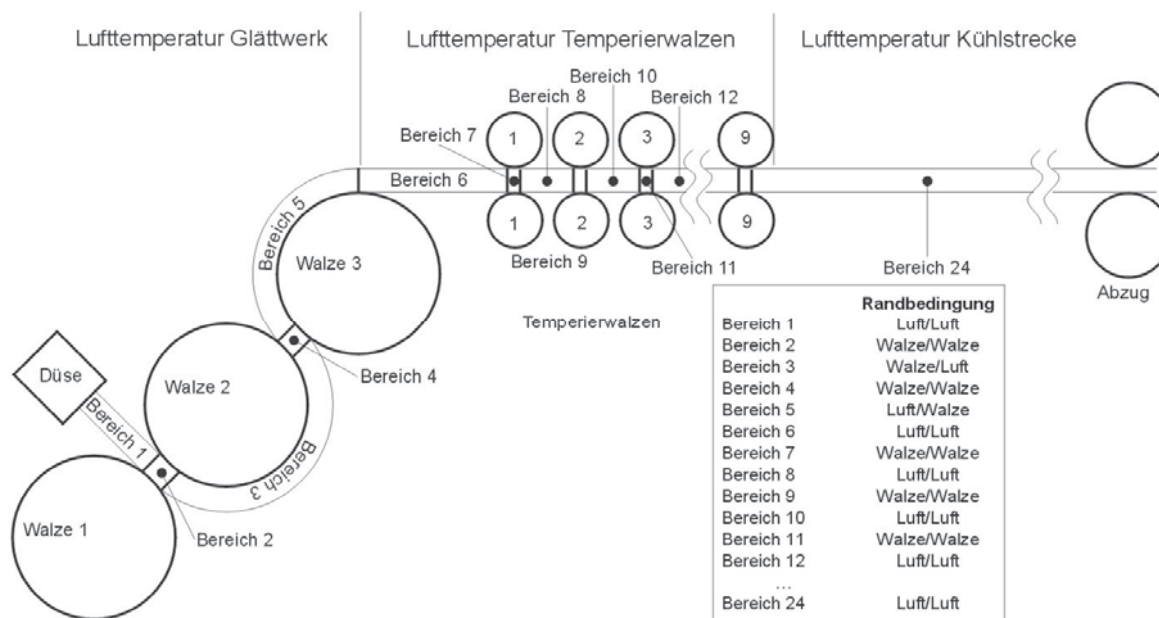 Lufttemperatur Glättwerk
Lufttemperatur Temperierwalzen
Lufttemperatur Kühlstrecke
Bereich 10
Bereich 8
Bereich 12
Bereich 7
1
2
3
9
Bereich 6
Bereich 5
1
2
3
9
Walze 3
Bereich 9
Bereich 11
Bereich 24
Abzug
Temperierwalzen
Düse
Walze 2
Bereich 4
Bereich 1
Bereich 3
Walze 1
Bereich 2
Randbedingung
Bereich 1 Luft/Luft
Bereich 2 Walze/Walze
Bereich 3 Walze/Luft
Bereich 4 Walze/Walze
Bereich 5 Luft/Walze
Bereich 6 Luft/Luft
Bereich 7 Walze/Walze
Bereich 8 Luft/Luft
Bereich 9 Walze/Walze
Bereich 10 Luft/Luft
Bereich 11 Walze/Walze
Bereich 12 Luft/Luft
...
Bereich 24 Luft/Luft